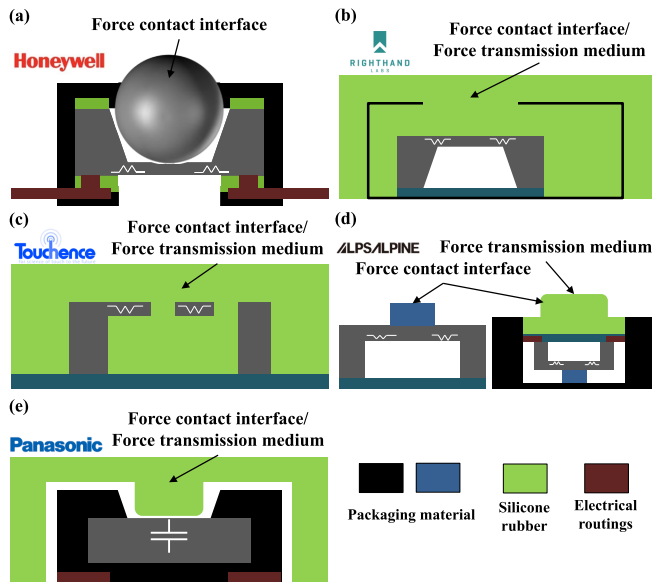 (a)
Force contact interface
Honeywell
(b)
Force contact interface/
Force transmission medium
RIGHTHAND
LABS
(c)
Touchence
Force contact interface/
Force transmission medium
(d)
ALPSALPINE
Force transmission medium
Force contact interface
(e)
Panasonic
Force contact interface/
Force transmission medium
Packaging material
Silicone
rubber
Electrical
routings